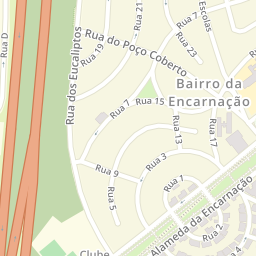 Rua D
Rua dos Eucaliptos
Rua 19
Rua 21
Rua do Poço Coberto
Rua 23
Escolas
Bairro da
Encarnação
Rua 7
Rua 15
Rua 13
Rua 17
Rua 9
Rua 3
Rua 5
Rua 1
Alameda da Encarnação
Rua 2
Rua 4
Clube